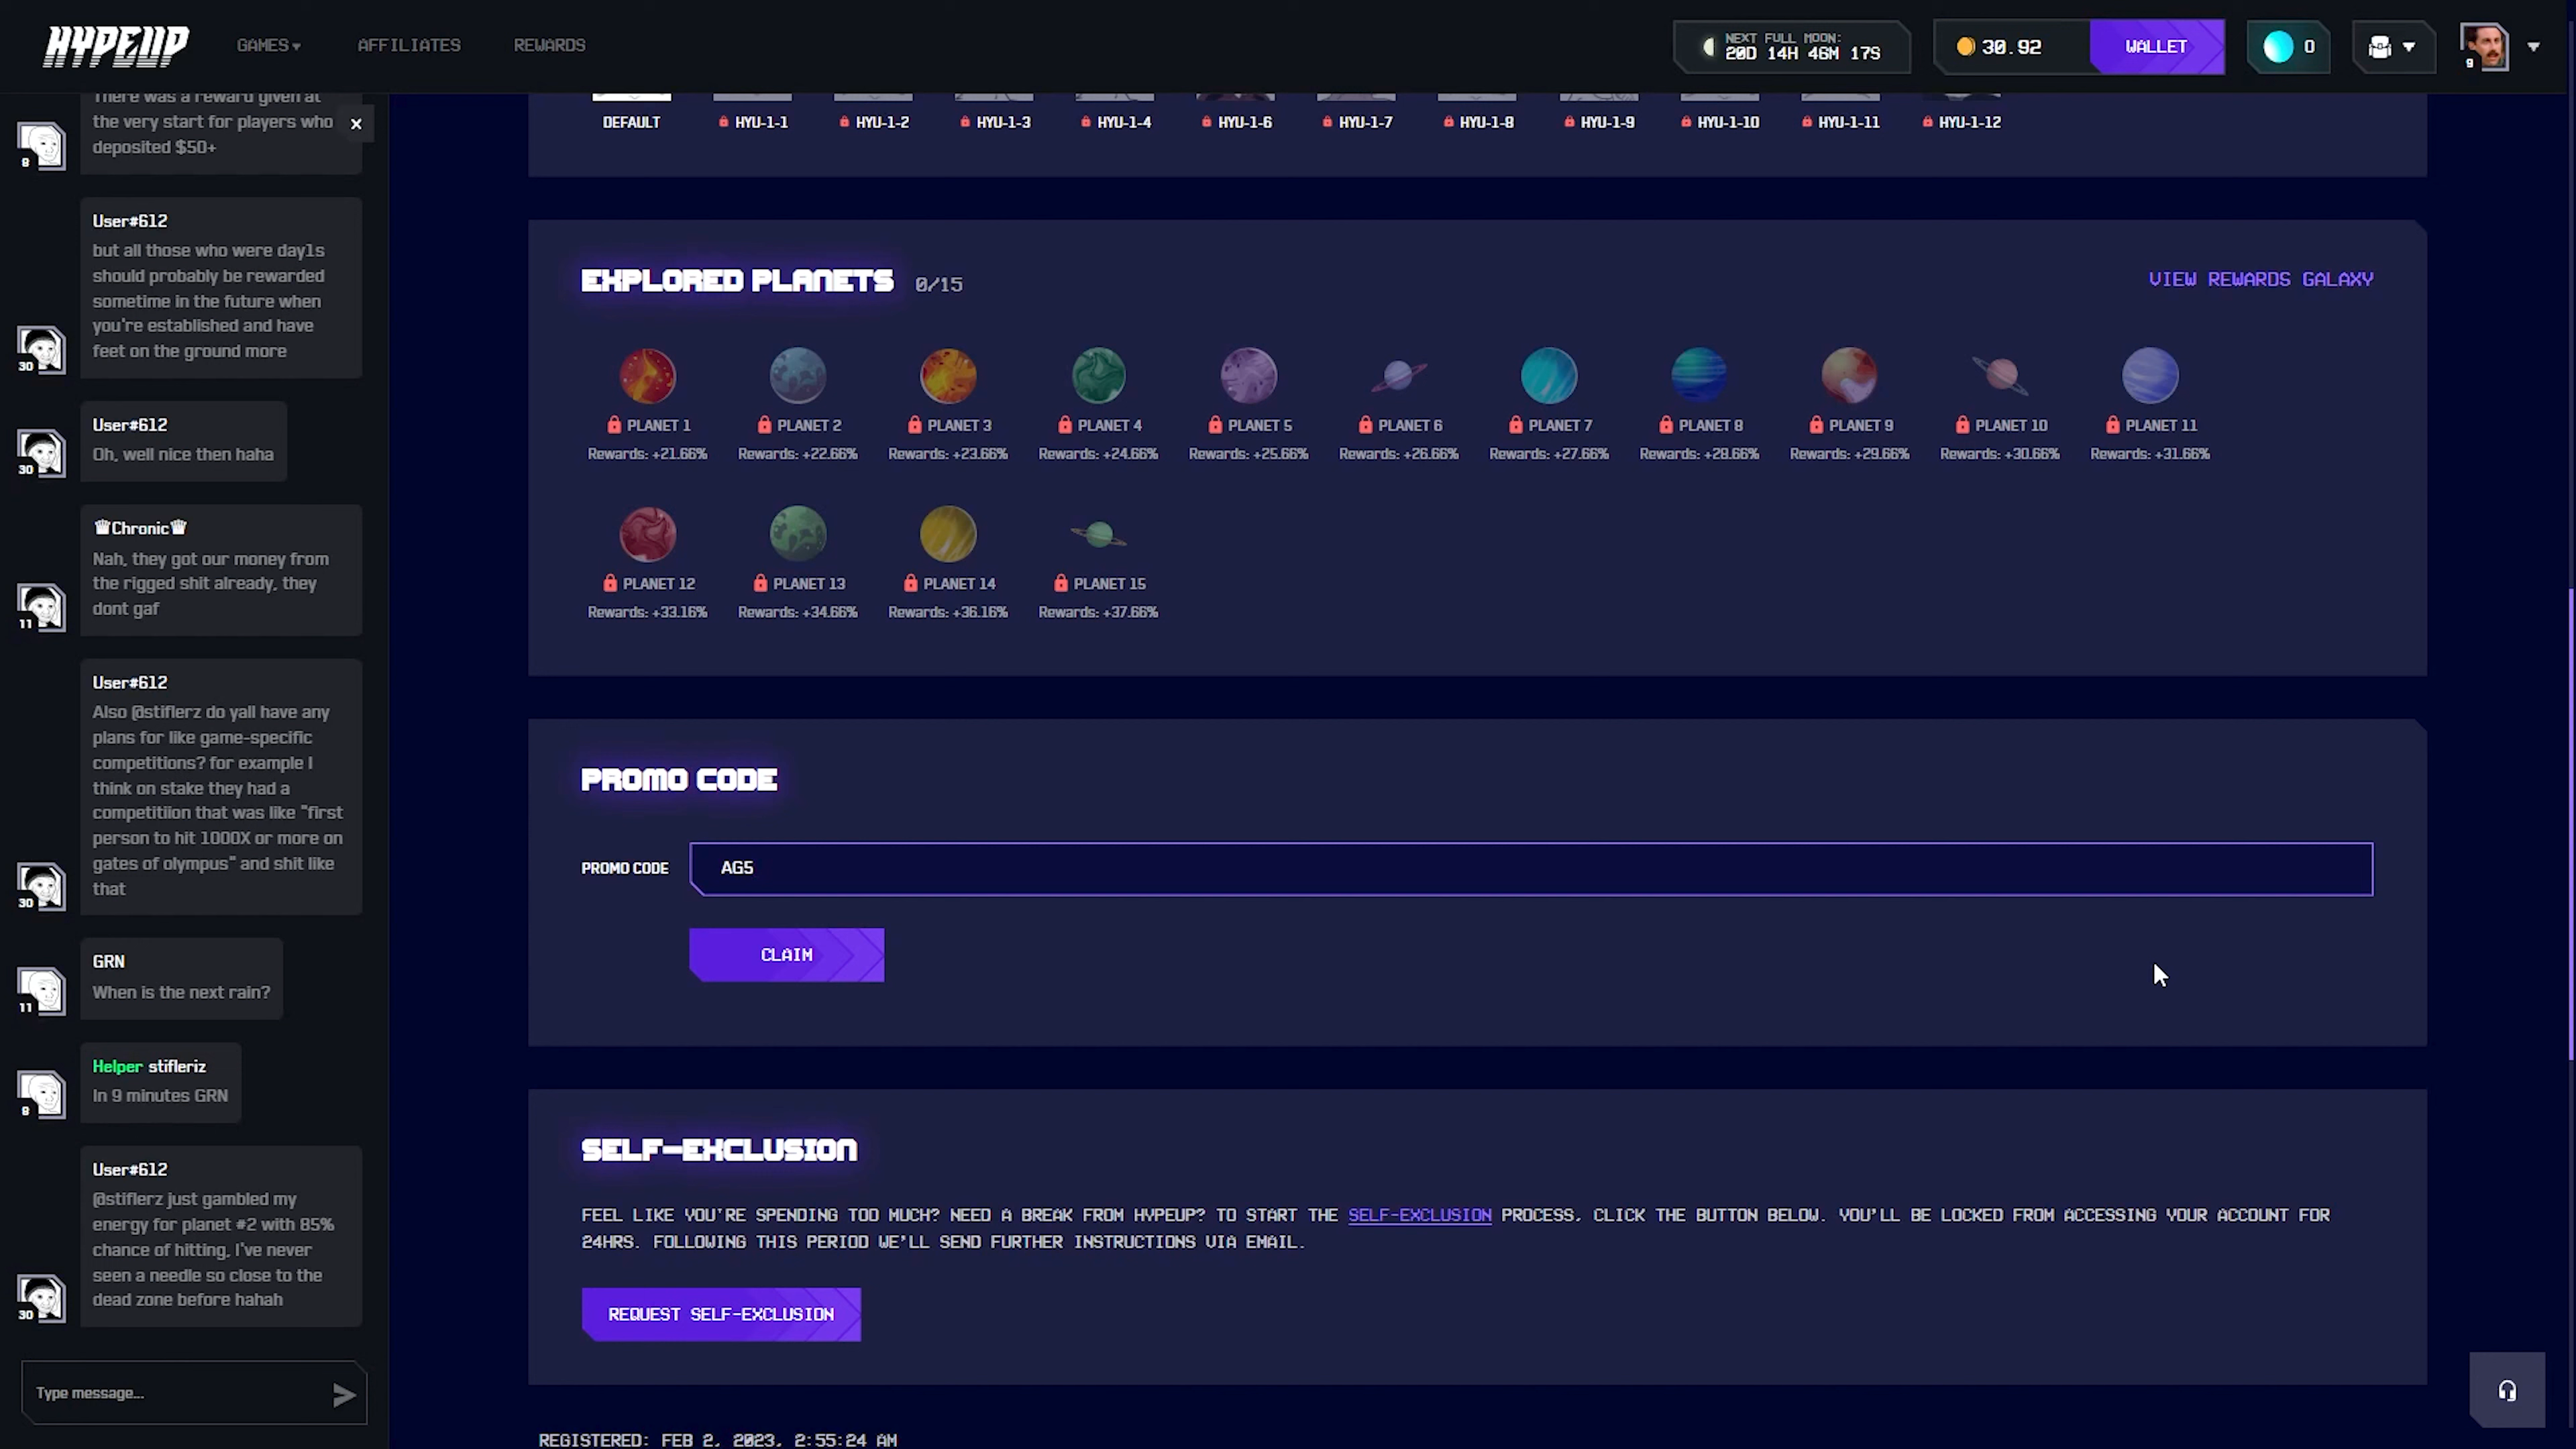 HYPEUP
GAMES▾
AFFILIATES
REWARDS
NEXT FULL MOON:
20D 14H 46M 17S
30.92
WALLET
0
9
There was a reward given at
the very start for players who
deposited $50+
8
User#612
but all those who were day1s
should probably be rewarded
sometime in the future when
you're established and have
feet on the ground more
30
User#612
Oh, well nice then haha
30
♛Chronic♛
Nah, they got our money from
the rigged shit already, they
dont gaf
11
User#612
Also @stiflerz do yall have any
plans for like game-specific
competitions? for example I
think on stake they had a
competitiion that was like "first
person to hit 1000X or more on
gates of olympus" and shit like
that
30
GRN
When is the next rain?
11
Helper stifleriz
In 9 minutes GRN
8
User#612
@stiflerz just gambled my
energy for planet #2 with 85%
chance of hitting, I've never
seen a needle so close to the
dead zone before hahah
30
Type message...
DEFAULT
HYU-1-1
HYU-1-2
HYU-1-3
HYU-1-4
HYU-1-6
HYU-1-7
HYU-1-8
HYU-1-9
HYU-1-10
HYU-1-11
HYU-1-12
EXPLORED PLANETS 0/15
VIEW REWARDS GALAXY
PLANET 1
Rewards: +21.66%
PLANET 2
Rewards: +22.66%
PLANET 3
Rewards: +23.66%
PLANET 4
Rewards: +24.66%
PLANET 5
Rewards: +25.66%
PLANET 6
Rewards: +26.66%
PLANET 7
Rewards: +27.66%
PLANET 8
Rewards: +28.66%
PLANET 9
Rewards: +29.66%
PLANET 10
Rewards: +30.66%
PLANET 11
Rewards: +31.66%
PLANET 12
Rewards: +33.16%
PLANET 13
Rewards: +34.66%
PLANET 14
Rewards: +36.16%
PLANET 15
Rewards: +37.66%
PROMO CODE
PROMO CODE
AG5
CLAIM
SELF-EXCLUSION
FEEL LIKE YOU'RE SPENDING TOO MUCH? NEED A BREAK FROM HYPEUP? TO START THE SELF-EXCLUSION PROCESS, CLICK THE BUTTON BELOW. YOU'LL BE LOCKED FROM ACCESSING YOUR ACCOUNT FOR
24HRS. FOLLOWING THIS PERIOD WE'LL SEND FURTHER INSTRUCTIONS VIA EMAIL.
REQUEST SELF-EXCLUSION
REGISTERED: FEB 2, 2023, 2:55:24 AM